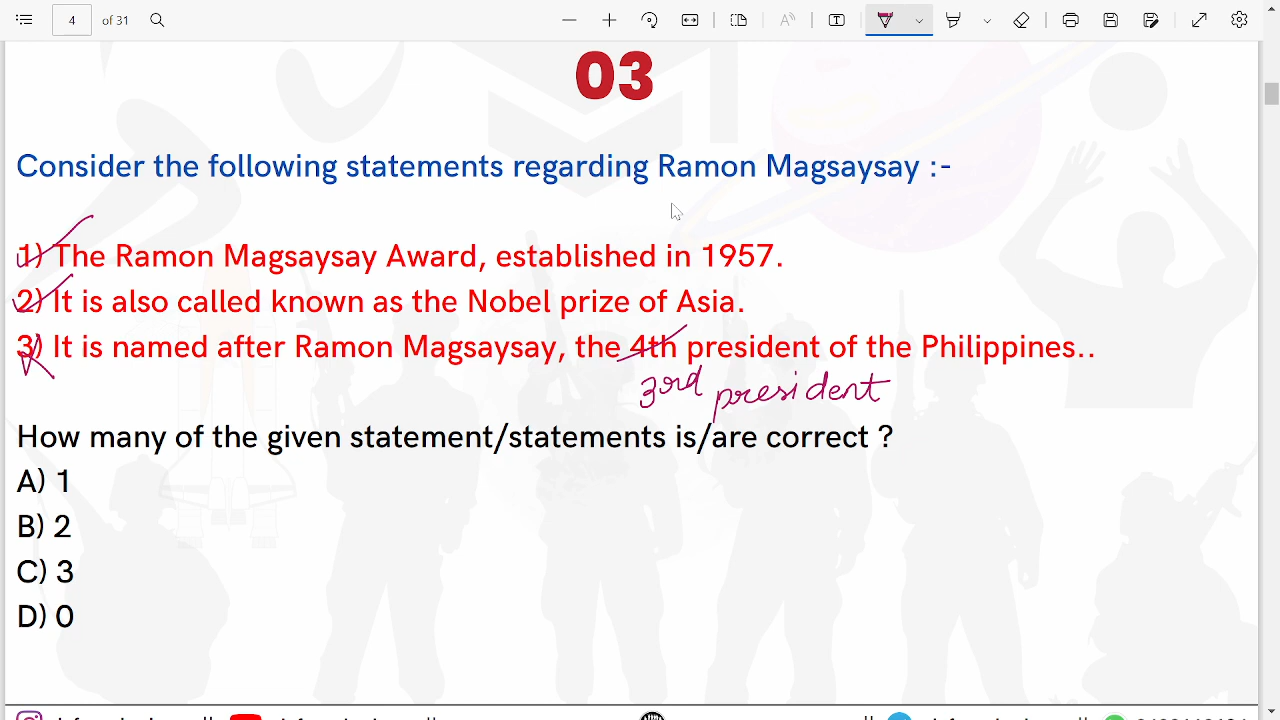 4 of 31
03
Consider the following statements regarding Ramon Magsaysay :-
1) The Ramon Magsaysay Award, established in 1957.
2) It is also called known as the Nobel prize of Asia.
3) It is named after Ramon Magsaysay, the 4th president of the Philippines..
3rd president
How many of the given statement/statements is/are correct ?
A) 1
B) 2
C) 3
D) 0